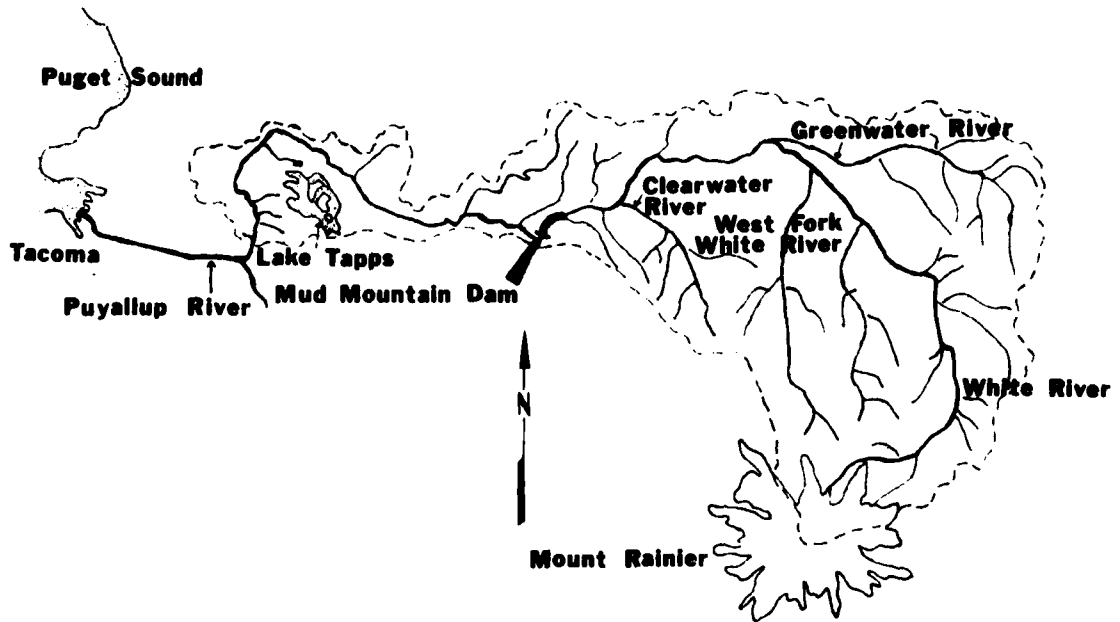 Puget Sound
Greenwater River
Clearwater
River
West Fork
White River
Tacoma
Lake Tapps
Puyallup River
Mud Mountain Dam
White River
N
Mount Rainier